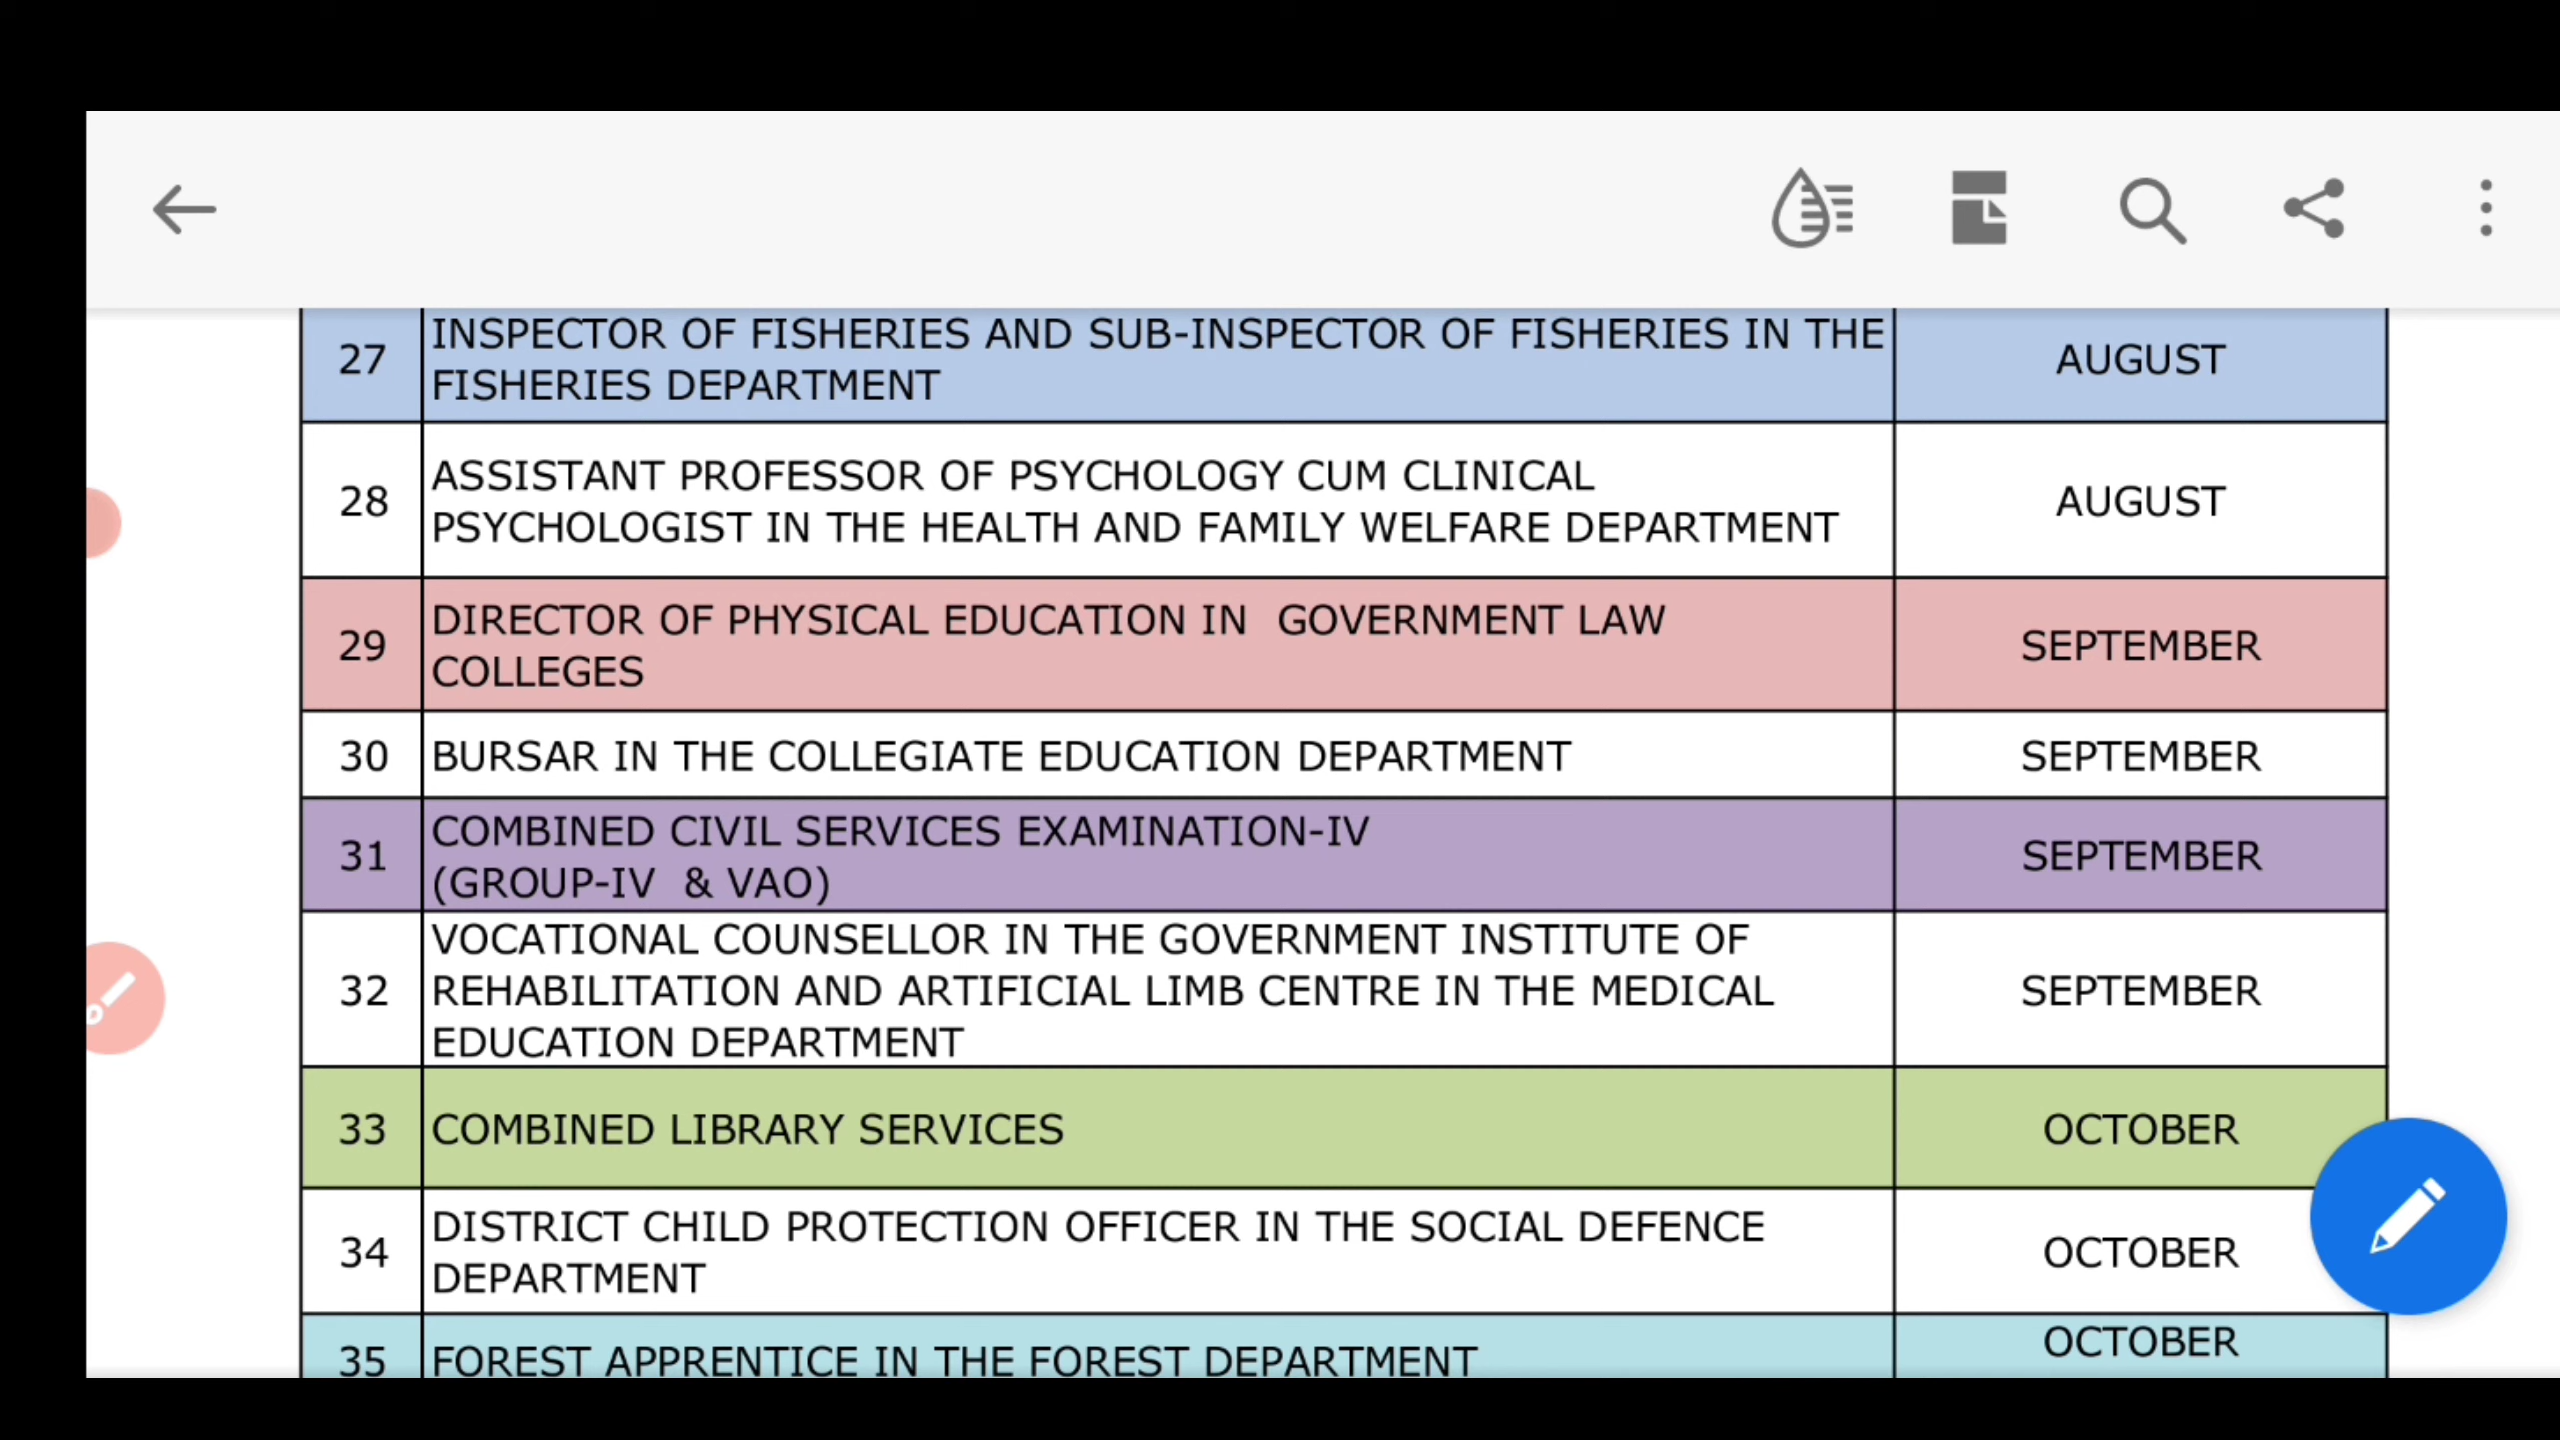 27 INSPECTOR OF FISHERIES AND SUB-INSPECTOR OF FISHERIES IN THE AUGUST
FISHERIES DEPARTMENT
28 ASSISTANT PROFESSOR OF PSYCHOLOGY CUM CLINICAL AUGUST
PSYCHOLOGIST IN THE HEALTH AND FAMILY WELFARE DEPARTMENT
29 DIRECTOR OF PHYSICAL EDUCATION IN  GOVERNMENT LAW SEPTEMBER
COLLEGES
30 BURSAR IN THE COLLEGIATE EDUCATION DEPARTMENT SEPTEMBER
31 COMBINED CIVIL SERVICES EXAMINATION-IV SEPTEMBER
(GROUP-IV  & VAO)
32 VOCATIONAL COUNSELLOR IN THE GOVERNMENT INSTITUTE OF SEPTEMBER
REHABILITATION AND ARTIFICIAL LIMB CENTRE IN THE MEDICAL
EDUCATION DEPARTMENT
33 COMBINED LIBRARY SERVICES OCTOBER
34 DISTRICT CHILD PROTECTION OFFICER IN THE SOCIAL DEFENCE OCTOBER
DEPARTMENT
35 FOREST APPRENTICE IN THE FOREST DEPARTMENT OCTOBER